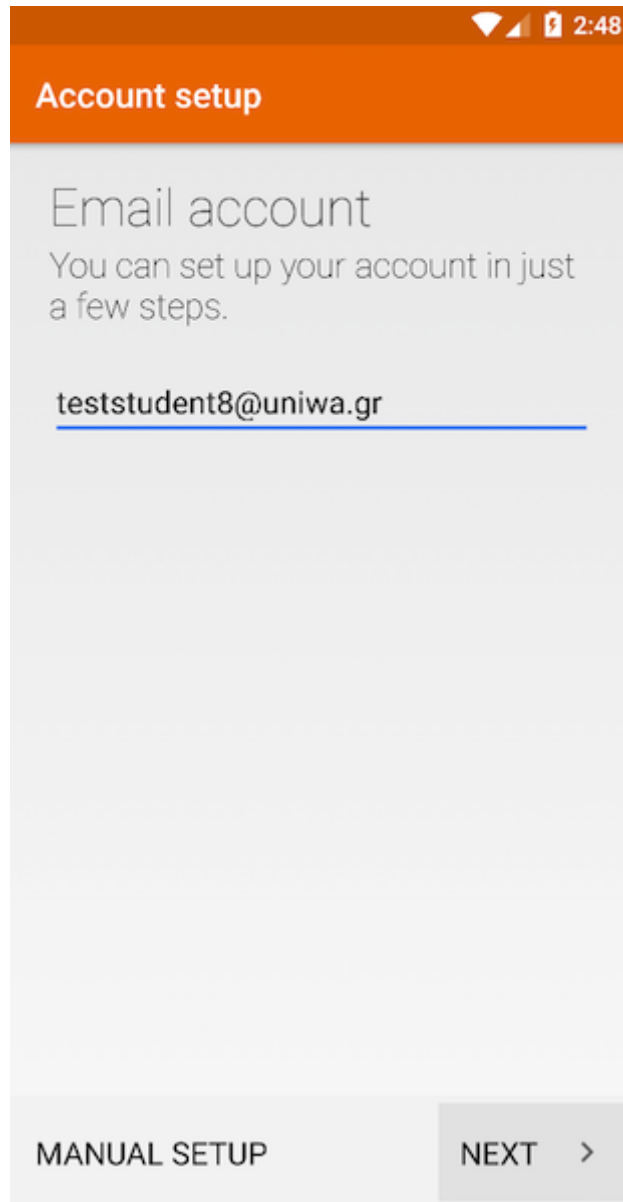 2:48
Account setup
Email account
You can set up your account in just
a few steps.
teststudent8@uniwa.gr
MANUAL SETUP
NEXT